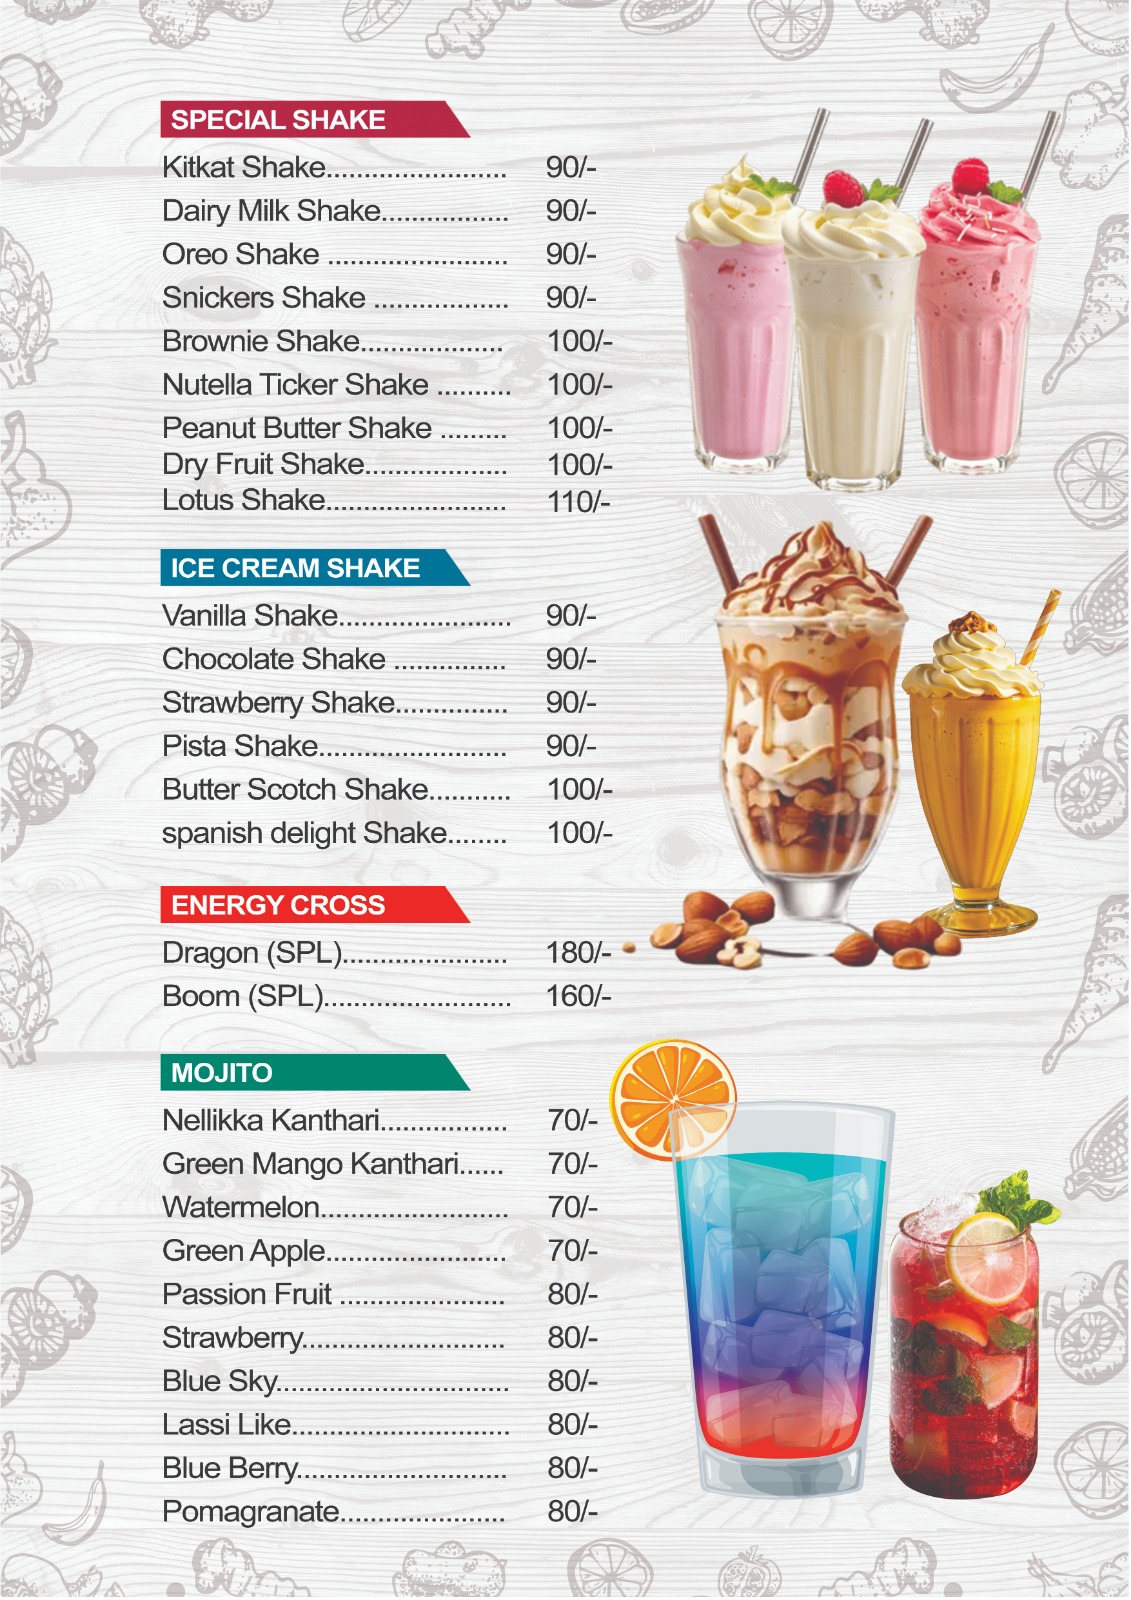 SPECIAL SHAKE
Kitkat Shake........................ 90/-
Dairy Milk Shake................. 90/-
Oreo Shake ........................ 90/-
Snickers Shake .................. 90/-
Brownie Shake................... 100/-
Nutella Ticker Shake .......... 100/-
Peanut Butter Shake ......... 100/-
Dry Fruit Shake................... 100/-
Lotus Shake........................ 110/-
ICE CREAM SHAKE
Vanilla Shake....................... 90/-
Chocolate Shake ............... 90/-
Strawberry Shake............... 90/-
Pista Shake......................... 90/-
Butter Scotch Shake........... 100/-
spanish delight Shake........ 100/-
ENERGY CROSS
Dragon (SPL)...................... 180/-
Boom (SPL)......................... 160/-
MOJITO
Nellikka Kanthari................. 70/-
Green Mango Kanthari...... 70/-
Watermelon......................... 70/-
Green Apple........................ 70/-
Passion Fruit ...................... 80/-
Strawberry........................... 80/-
Blue Sky............................... 80/-
Lassi Like............................. 80/-
Blue Berry............................ 80/-
Pomagranate...................... 80/-